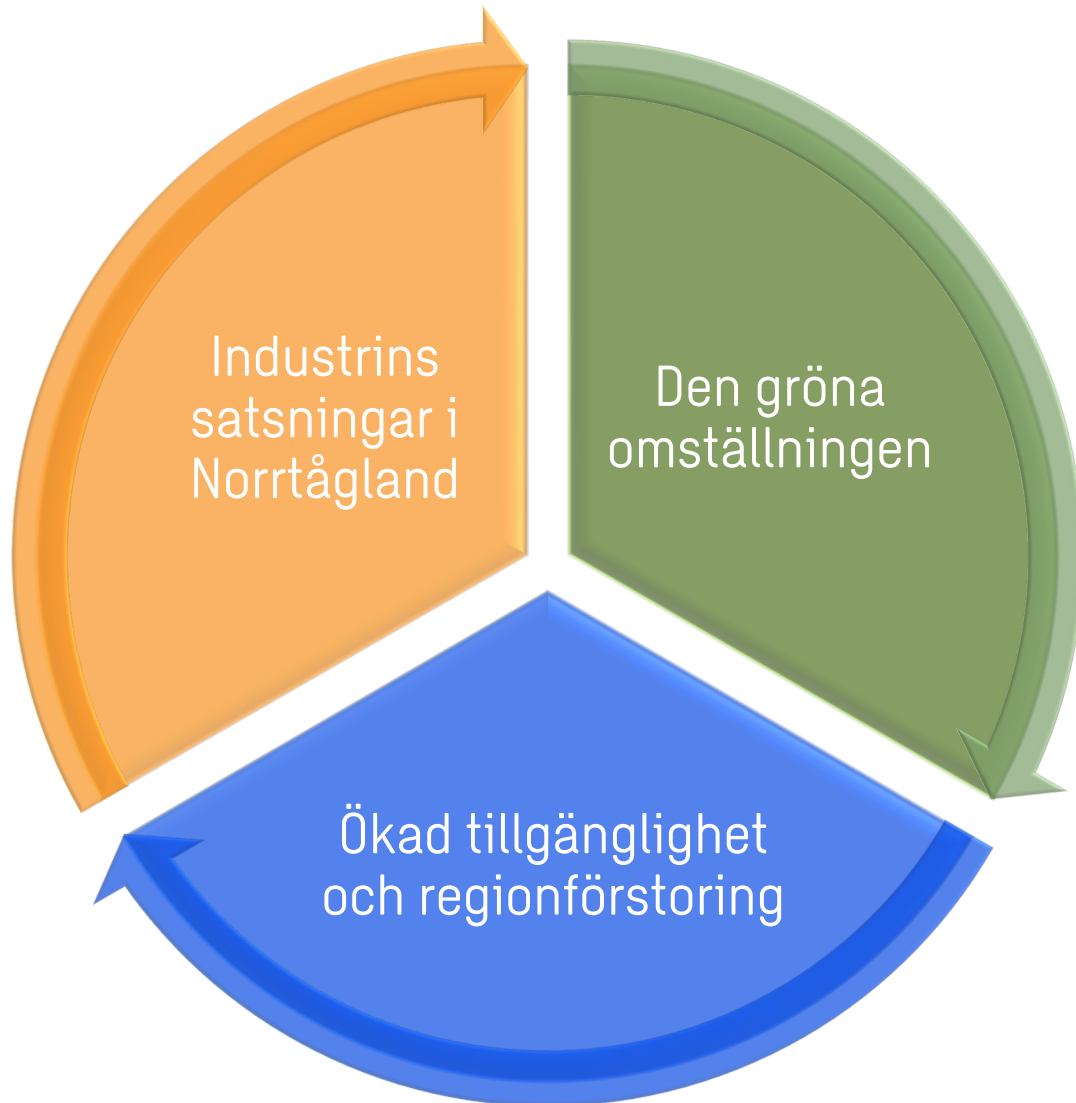 Industrins
satsningar i
Norrtågland
Den gröna
omställningen
Ökad tillgänglighet
och regionförstoring